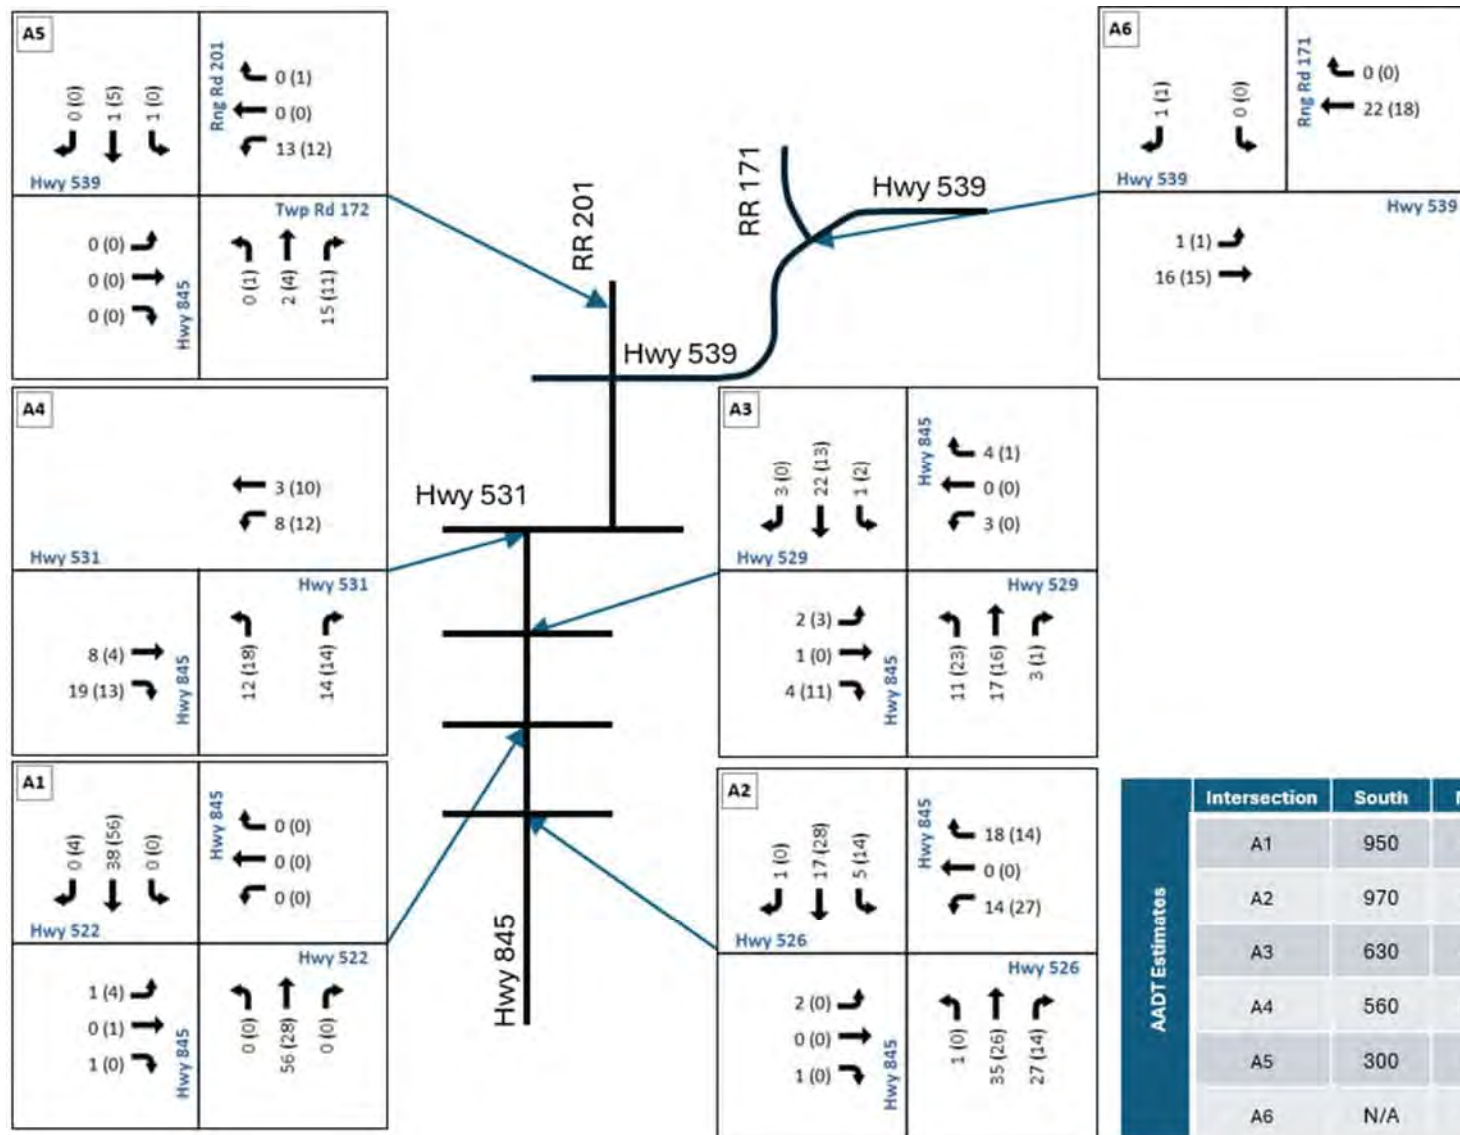 A5
0 (0)
1 (5)
1 (0)
Rng Rd 201
0 (1)
0 (0)
13 (12)
Hwy 539
Twp Rd 172
0 (0)
0 (0)
0 (0)
Hwy 845
0 (1)
2 (4)
15 (11)
A6
1 (1)
0 (0)
Rng Rd 171
0 (0)
22 (18)
Hwy 539
Hwy 539
1 (1)
16 (15)
RR 201
RR 171
Hwy 539
Hwy 539
Hwy 531
Hwy 845
A4
3 (10)
8 (12)
Hwy 531
Hwy 531
8 (4)
19 (13)
Hwy 845
12 (18)
14 (14)
A3
3 (0)
22 (13)
1 (2)
Hwy 845
4 (1)
0 (0)
3 (0)
Hwy 529
Hwy 529
2 (3)
1 (0)
4 (11)
Hwy 845
11 (23)
17 (16)
3 (1)
A1
0 (4)
38 (56)
0 (0)
Hwy 845
0 (0)
0 (0)
0 (0)
Hwy 522
Hwy 522
1 (4)
0 (1)
1 (0)
Hwy 845
0 (0)
56 (28)
0 (0)
A2
1 (0)
17 (28)
5 (14)
Hwy 845
18 (14)
0 (0)
14 (27)
Hwy 526
Hwy 526
2 (0)
0 (0)
1 (0)
Hwy 845
1 (0)
35 (26)
27 (14)
AADT Estimates
Intersection South
A1 950
A2 970
A3 630
A4 560
A5 300
A6 N/A